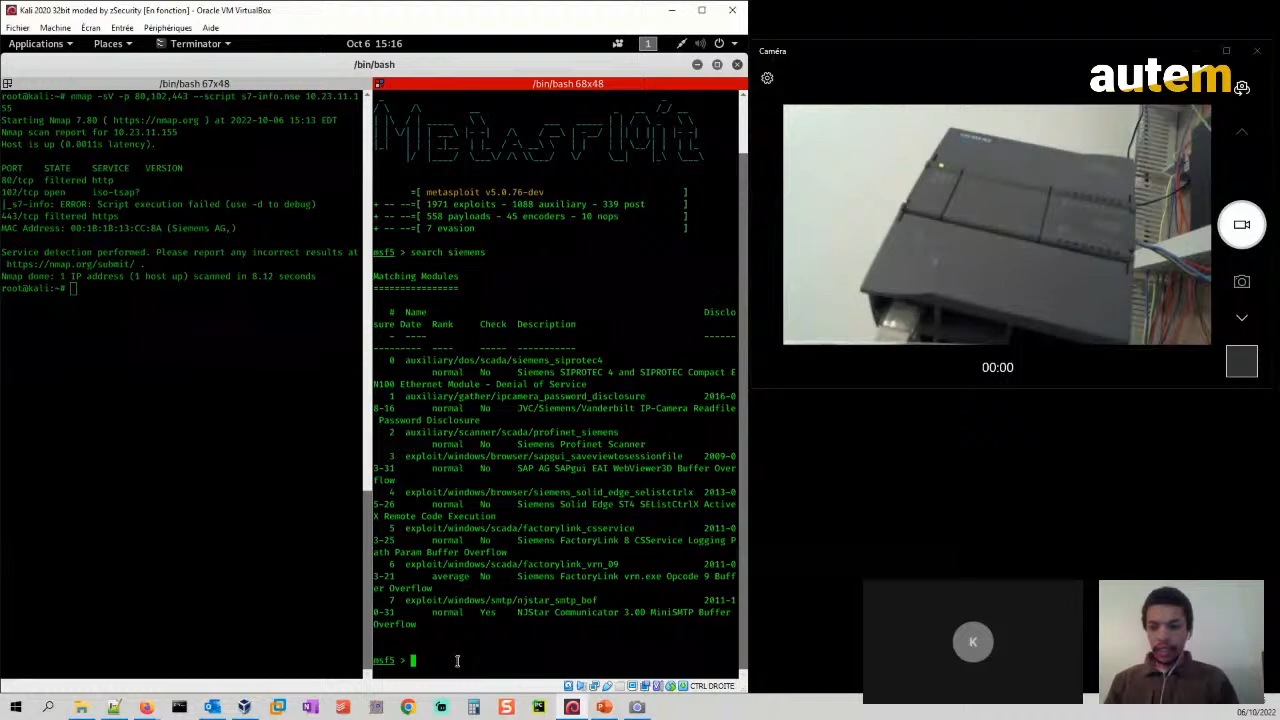 Kali 2020 32bit moded by zSecurity [En fonction] - Oracle VM VirtualBox
Fichier Machine Écran Entrée Périphériques Aide
Applications Places Terminator Oct 6 15:16 1
/bin/bash
/bin/bash 67x48
root@kali:~# nmap -sV -p 80,102,443 --script s7-info.nse 10.23.11.1
55
Starting Nmap 7.80 ( https://nmap.org ) at 2022-10-06 15:13 EDT
Nmap scan report for 10.23.11.155
Host is up (0.0011s latency).
PORT STATE SERVICE VERSION
80/tcp filtered http
102/tcp open iso-tsap?
|_s7-info: ERROR: Script execution failed (use -d to debug)
443/tcp filtered https
MAC Address: 00:1B:1B:13:CC:8A (Siemens AG,)
Service detection performed. Please report any incorrect results at
https://nmap.org/submit/ .
Nmap done: 1 IP address (1 host up) scanned in 8.12 seconds
root@kali:~#
/bin/bash 68x48
=[ metasploit v5.0.76-dev ]
+ -- --=[ 1971 exploits - 1088 auxiliary - 339 post ]
+ -- --=[ 558 payloads - 45 encoders - 10 nops ]
+ -- --=[ 7 evasion ]
msf5 > search siemens
Matching Modules
================
# Name Disclo
sure Date Rank Check Description
- ---- ------
--------- ---- ----- -----------
0 auxiliary/dos/scada/siemens_siprotec4
normal No Siemens SIPROTEC 4 and SIPROTEC Compact E
N100 Ethernet Module - Denial of Service
1 auxiliary/gather/ipcamera_password_disclosure 2016-0
8-16 normal No JVC/Siemens/Vanderbilt IP-Camera Readfile
Password Disclosure
2 auxiliary/scanner/scada/profinet_siemens
normal No Siemens Profinet Scanner
3 exploit/windows/browser/sapgui_saveviewtosessionfile 2009-0
3-31 normal No SAP AG SAPgui EAI WebViewer3D Buffer Over
flow
4 exploit/windows/browser/siemens_solid_edge_selistctrlx 2013-0
5-26 normal No Siemens Solid Edge ST4 SEListCtrlX Active
X Remote Code Execution
5 exploit/windows/scada/factorylink_csservice 2011-0
3-25 normal No Siemens FactoryLink 8 CSService Logging P
ath Param Buffer Overflow
6 exploit/windows/scada/factorylink_vrn_09 2011-0
3-21 average No Siemens FactoryLink vrn.exe Opcode 9 Buff
er Overflow
7 exploit/windows/smtp/njstar_smtp_bof 2011-1
0-31 normal Yes NJStar Communicator 3.00 MiniSMTP Buffer
Overflow
msf5 >
CTRL DROITE
Caméra
autem
SIEMENS
00:00
K
06/10/2022